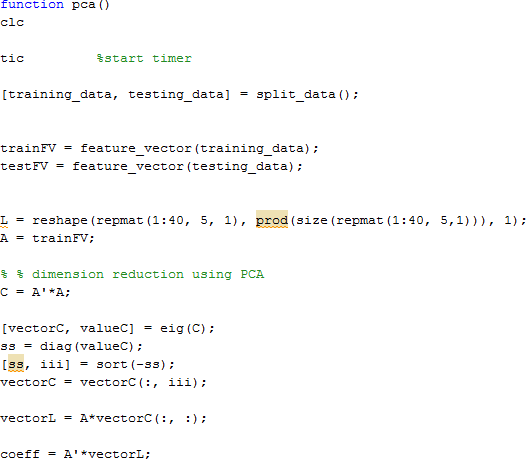 function pca()
clc
tic %start timer
[training_data, testing_data] = split_data();
trainFV = feature_vector(training_data);
testFV = feature_vector(testing_data);
L = reshape(repmat(1:40, 5, 1), prod(size(repmat(1:40, 5,1))), 1);
A = trainFV;
% % dimension reduction using PCA
C = A'*A;
[vectorC, valueC] = eig(C);
ss = diag(valueC);
[ss, iii] = sort(-ss);
vectorC = vectorC(:, iii);
vectorL = A*vectorC(:, :);
coeff = A'*vectorL;